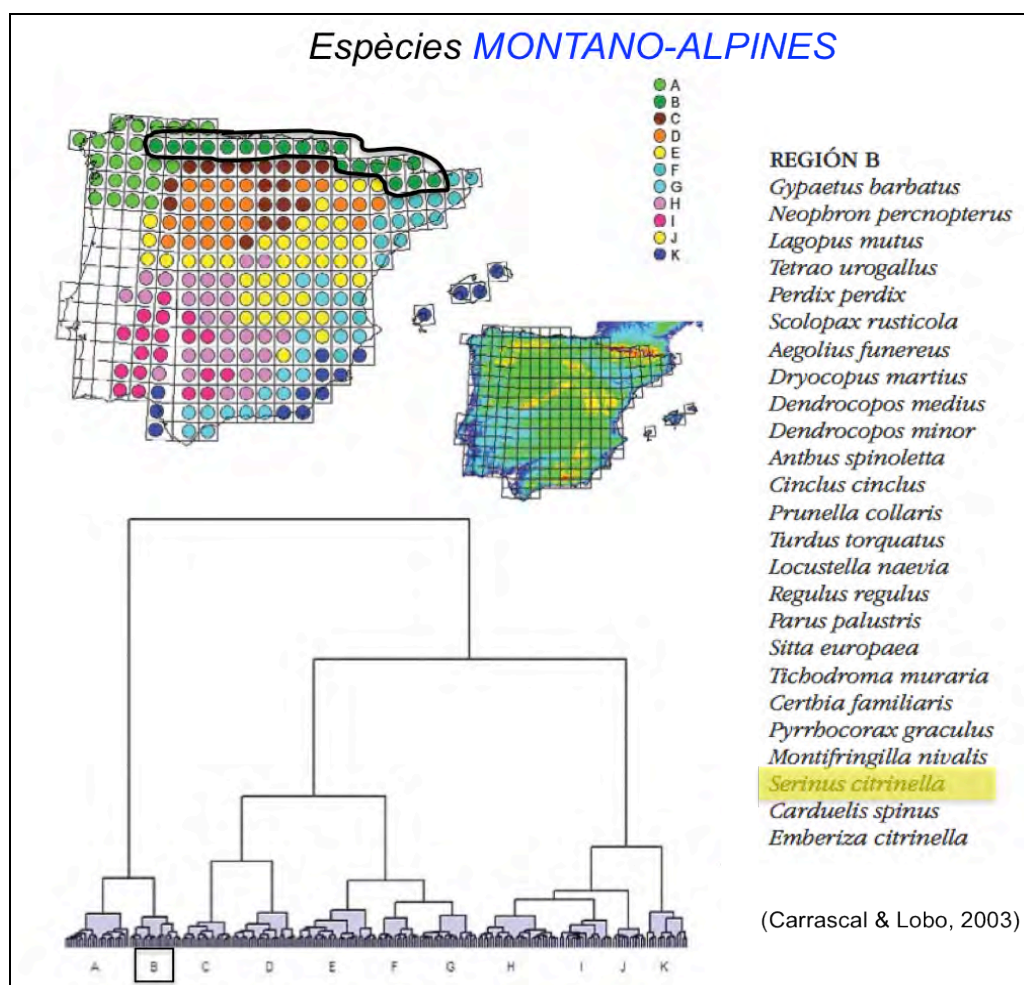 Espècies MONTANO-ALPINES
A
B
C
D
E
F
G
H
I
J
K
REGIÓN B
Gypaetus barbatus
Neophron percnopterus
Lagopus mutus
Tetrao urogallus
Perdix perdix
Scolopax rusticola
Aegolius funereus
Dryocopus martius
Dendrocopos medius
Dendrocopos minor
Anthus spinoletta
Cinclus cinclus
Prunella collaris
Turdus torquatus
Locustella naevia
Regulus regulus
Parus palustris
Sitta europaea
Tichodroma muraria
Certhia familiaris
Pyrrhocorax graculus
Montifringilla nivalis
Serinus citrinella
Carduelis spinus
Emberiza citrinella
(Carrascal & Lobo, 2003)
A B C D E F G H I J K